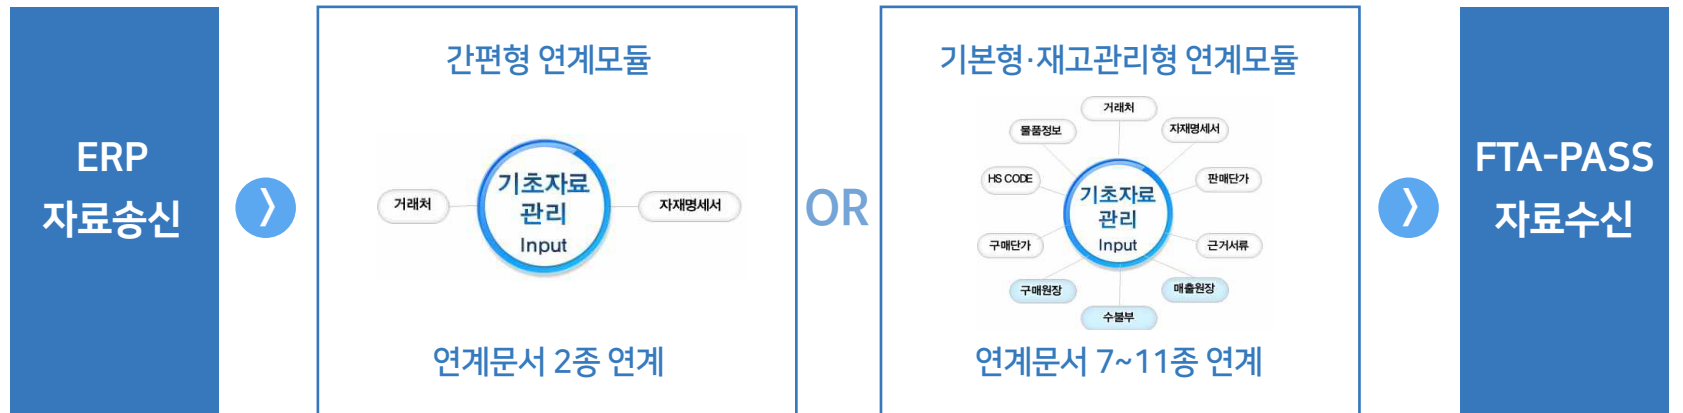 ERP
자료송신
〉
간편형 연계모듈
거래처
기초자료
관리
Input
자재명세서
연계문서 2종 연계
OR
기본형·재고관리형 연계모듈
거래처
물품정보
자재명세서
HS CODE
판매단가
기초자료
관리
Input
구매단가
근거서류
구매원장
매출원장
수불부
연계문서 7~11종 연계
〉
FTA-PASS
자료수신